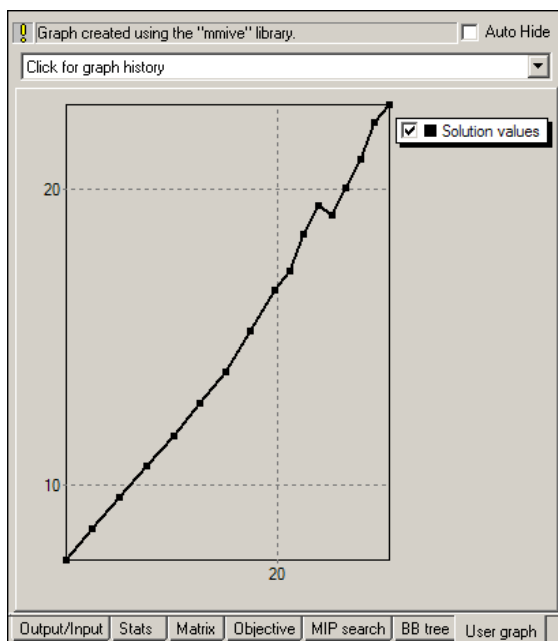 Graph created using the "mmive" library.
Auto Hide
Click for graph history
Solution values
20
10
20
Output/Input Stats Matrix Objective MIP search BB tree User graph